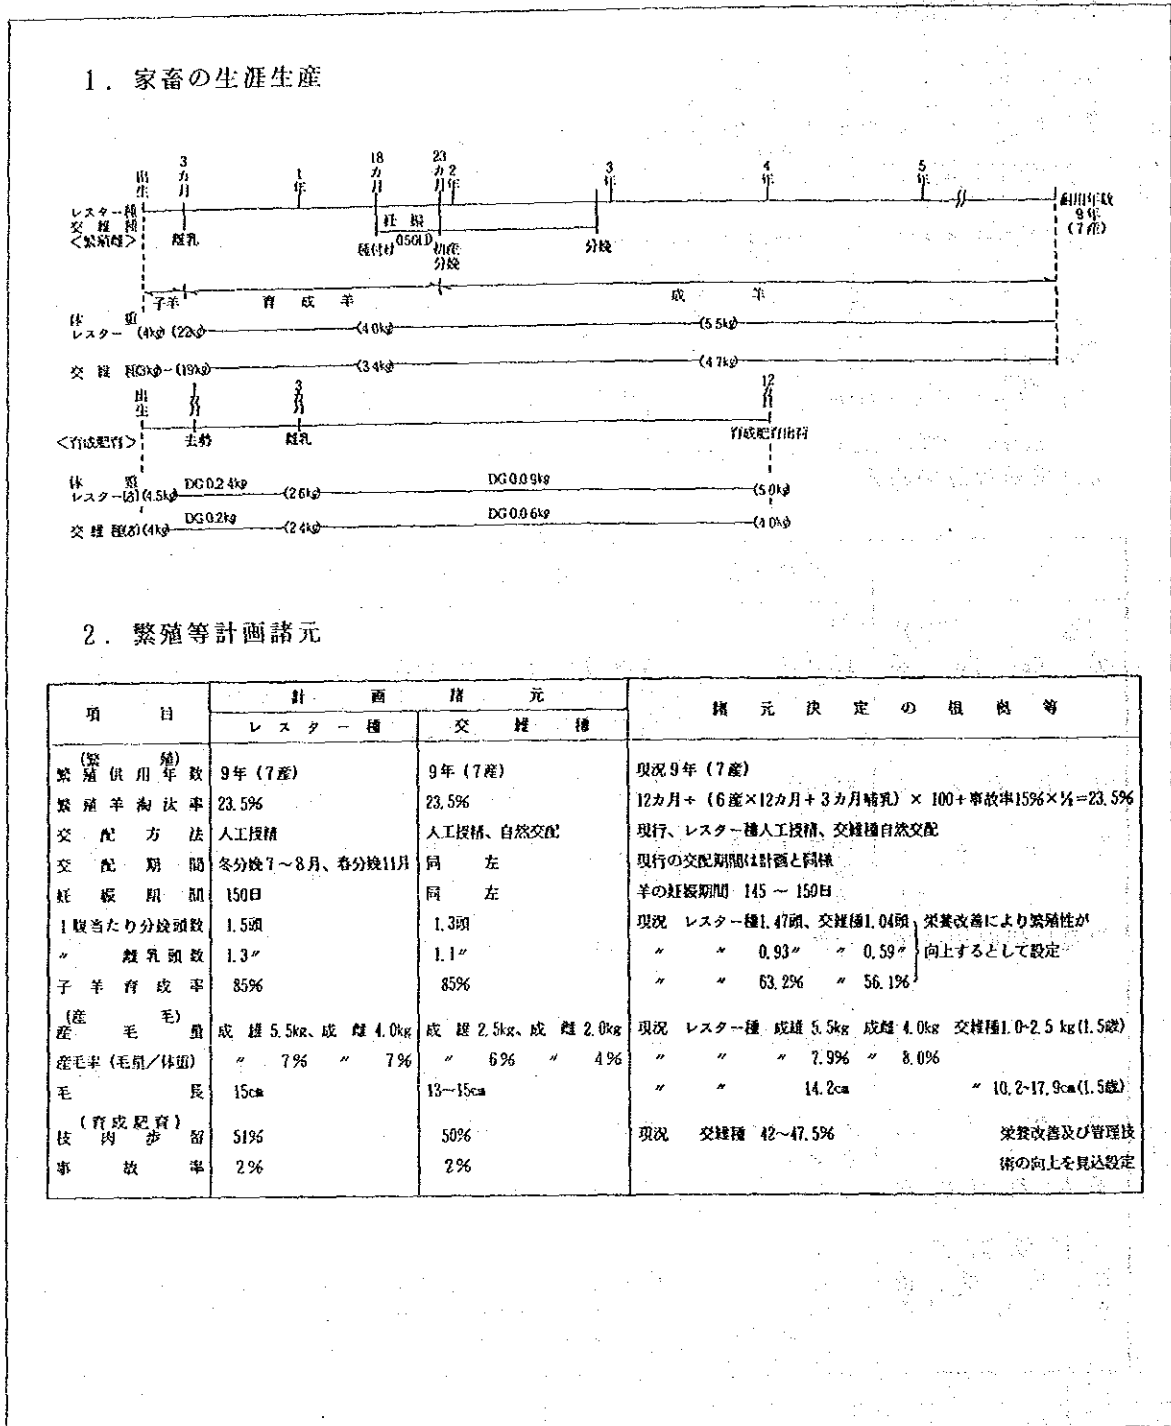 1. 家畜の生涯生産
出生 3カ月 1年 18カ月 23カ月 2年 3年 4年 5年
レスター種
交雑種
<繁殖雌>
離乳 種付け 妊娠 (150日) 初産分娩 分娩 耐用年数 9年 (7産)
子羊 育成羊 成羊
体重
レスター (4kg) (22kg) (40kg) (55kg)
交雑種 (3kg) (19kg) (34kg) (47kg)
出生 1カ月 3カ月 12カ月
<育成肥育> 去勢 離乳 育成肥育出荷
体重
レスター(♂)(4.5kg) DG0.24kg (26kg) DG0.09kg (50kg)
交雑種(♂)(4kg) DG0.2kg (24kg) DG0.06kg (40kg)
2. 繁殖等計画諸元
項目 計画諸元 諸元決定の根拠等
レスター種 交雑種
(繁殖)
繁殖供用年数 9年 (7産) 9年 (7産) 現況9年 (7産)
繁殖羊淘汰率 23.5% 23.5% 12カ月÷ (6産×12カ月+3カ月哺乳) × 100+事故率15%×½=23.5%
交配方法 人工授精 人工授精、自然交配 現行、レスター種人工授精、交雑種自然交配
交配期間 冬分娩7~8月、春分娩11月 同左 現行の交配期間は計画と同様
妊娠期間 150日 同左 羊の妊娠期間 145 ~ 150日
1腹当たり分娩頭数 1.5頭 1.3頭 現況 レスター種1.47頭、交雑種1.04頭 栄養改善により繁殖性が
〃 離乳頭数 1.3〃 1.1〃 〃 〃 0.93〃 〃 0.59〃 向上するとして設定
子羊育成率 85% 85% 〃 〃 63.2% 〃 56.1%
(産毛)
産毛量 成雄 5.5kg、成雌 4.0kg 成雄 2.5kg、成雌 2.0kg 現況 レスター種 成雄 5.5kg 成雌 4.0kg 交雑種1.0~2.5 kg(1.5歳)
産毛率 (毛量/体重) 〃 7% 〃 7% 〃 6% 〃 4% 〃 〃 〃 7.9% 〃 8.0%
毛長 15cm 13~15cm 〃 〃 14.2cm 〃 10.2~17.9cm(1.5歳)
(育成肥育)
枝肉歩留 51% 50% 現況 交雑種 42~47.5% 栄養改善及び管理技
事故率 2% 2% 術の向上を見込設定